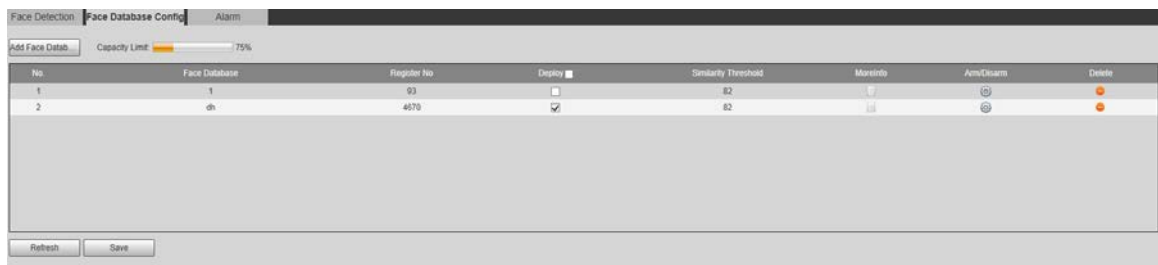 Face Detection Face Database Config Alarm
Add Face Datab... Capacity Limit: 75%
No. Face Database Register No Deploy Similarity Threshold MoreInfo Arm/Disarm Delete
1 1 93 82
2 dh 4670 82
Refresh Save